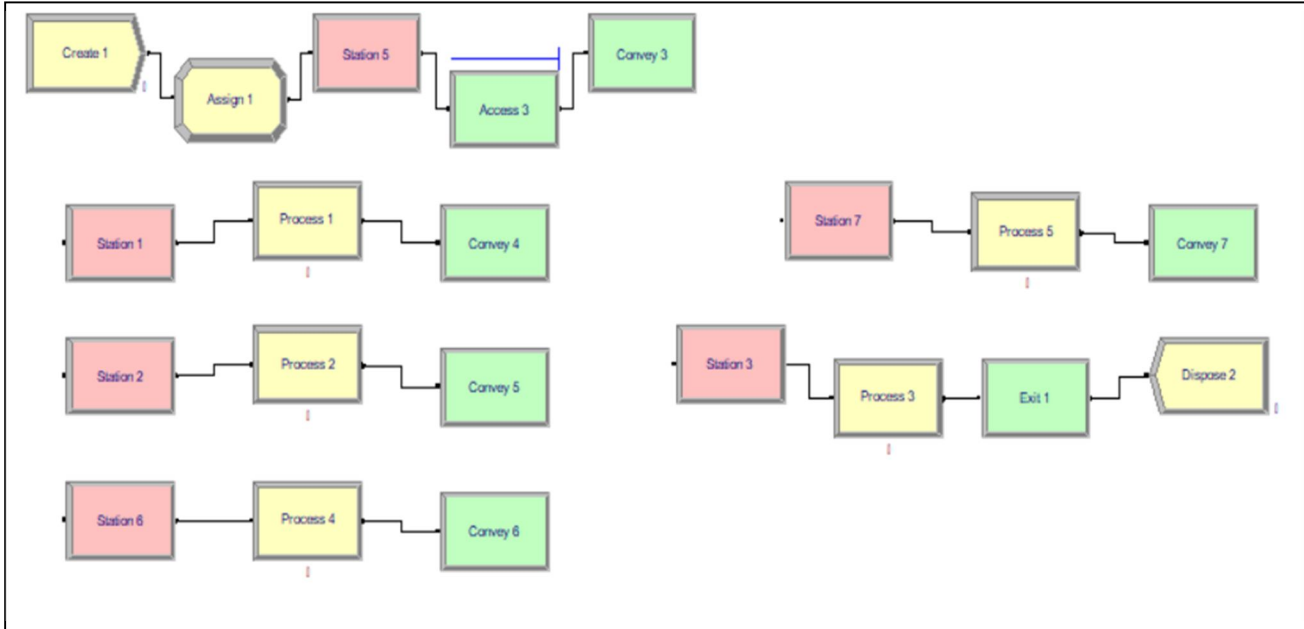 Create 1
Assign 1
Station 5
Access 3
Convey 3
Station 1
Process 1
Convey 4
Station 7
Process 5
Convey 7
Station 2
Process 2
Convey 5
Station 3
Process 3
Exit 1
Dispose 2
Station 6
Process 4
Convey 6